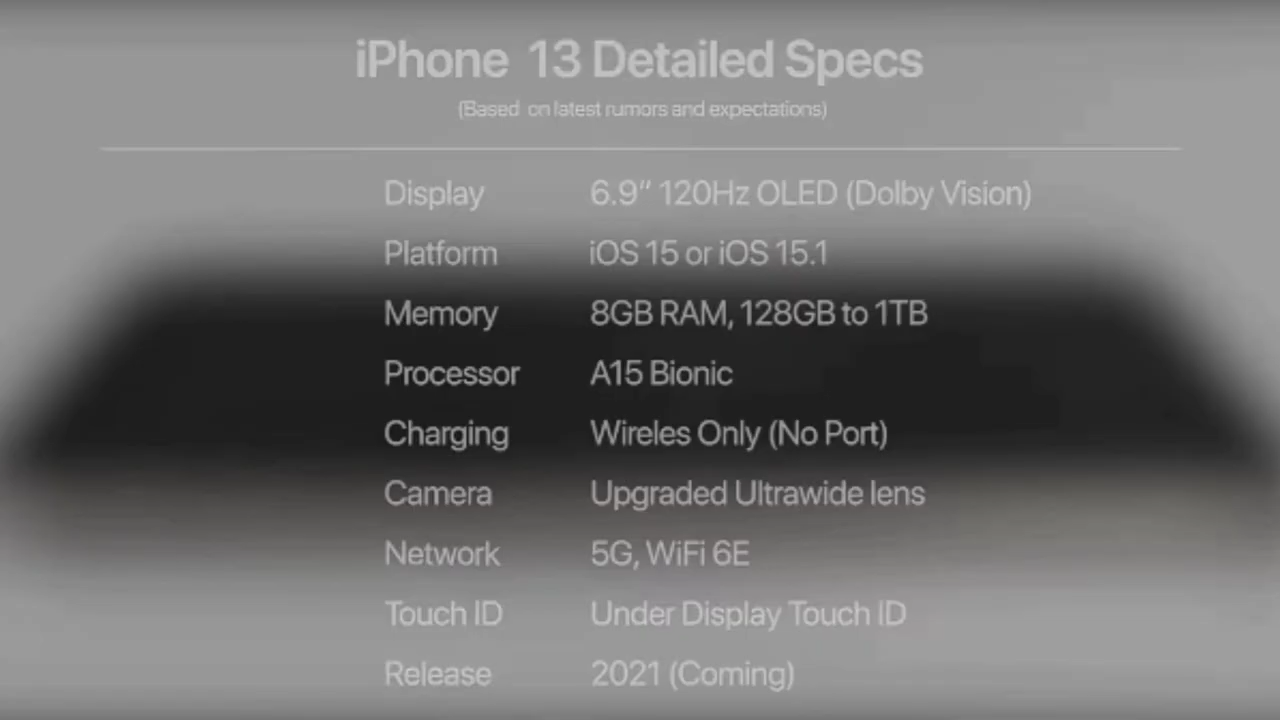 iPhone 13 Detailed Specs
(Based on latest rumors and expectations)
Display 6.9" 120Hz OLED (Dolby Vision)
Platform iOS 15 or iOS 15.1
Memory 8GB RAM, 128GB to 1TB
Processor A15 Bionic
Charging Wireles Only (No Port)
Camera Upgraded Ultrawide lens
Network 5G, WiFi 6E
Touch ID Under Display Touch ID
Release 2021 (Coming)